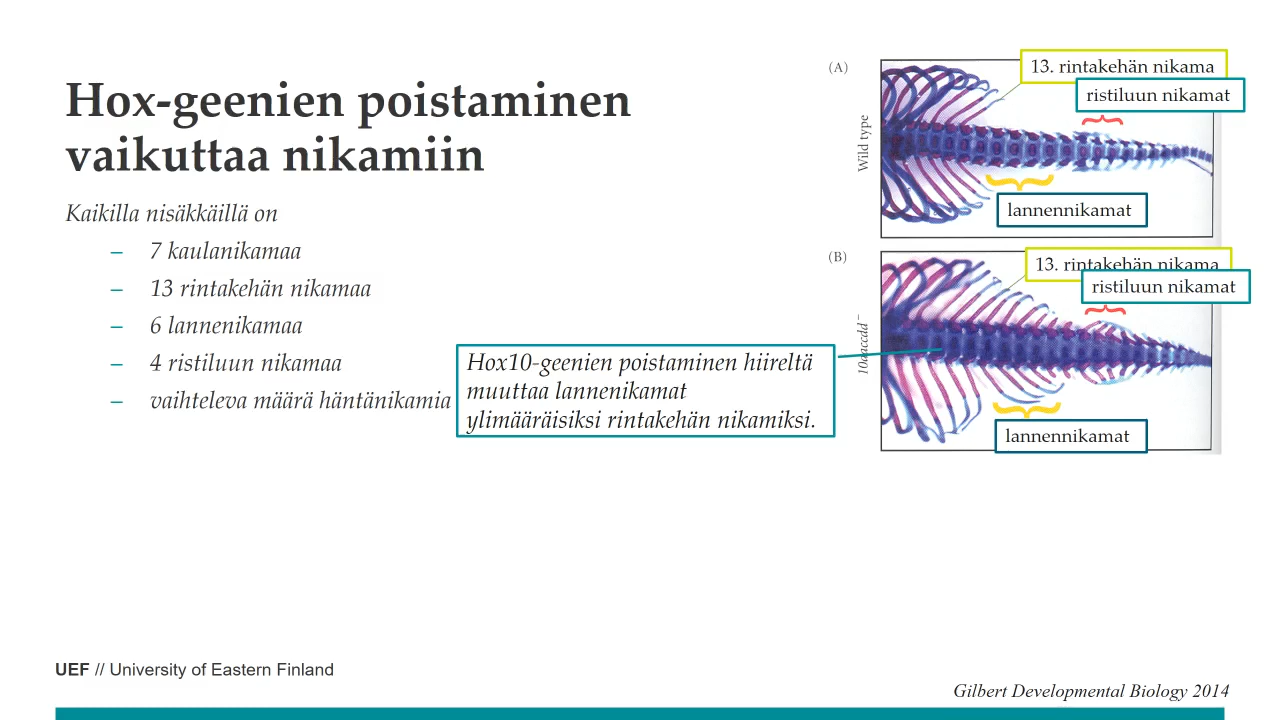 Hox-geenien poistaminen
vaikuttaa nikamiin
Kaikilla nisäkkäillä on
– 7 kaulanikamaa
– 13 rintakehän nikamaa
– 6 lannenikamaa
– 4 ristiluun nikamaa
– vaihteleva määrä häntänikamia
Hox10-geenien poistaminen hiireltä
muuttaa lannenikamat
ylimääräisiksi rintakehän nikamiksi.
(A)
Wild type
13. rintakehän nikama
ristiluun nikamat
lannennikamat
(B)
13. rintakehän nikama
ristiluun nikamat
lannennikamat
UEF // University of Eastern Finland
Gilbert Developmental Biology 2014